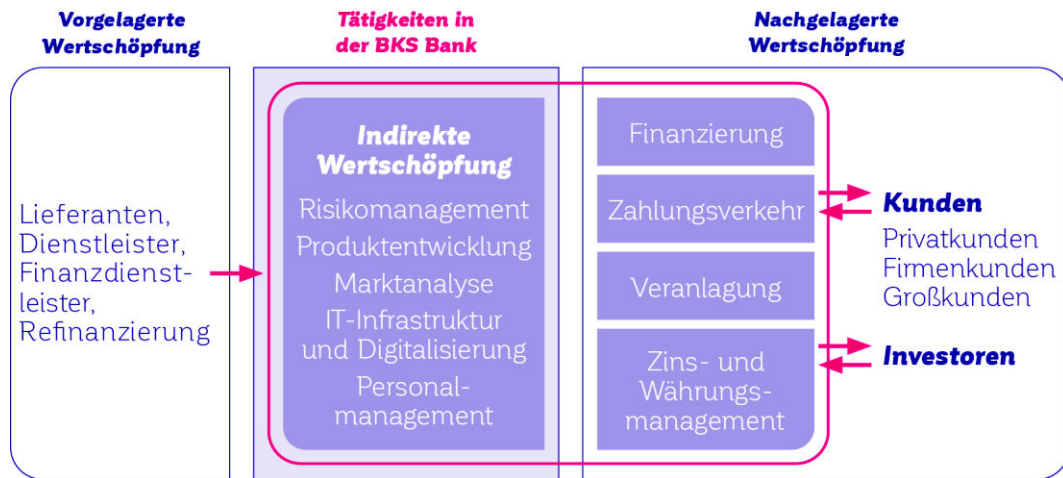 Vorgelagerte
Wertschöpfung
Tätigkeiten in
der BKS Bank
Nachgelagerte
Wertschöpfung
Lieferanten,
Dienstleister,
Finanzdienst-
leister,
Refinanzierung
Indirekte
Wertschöpfung
Risikomanagement
Produktentwicklung
Marktanalyse
IT-Infrastruktur
und Digitalisierung
Personal-
management
Finanzierung
Zahlungsverkehr
Veranlagung
Zins- und
Währungs-
management
Kunden
Privatkunden
Firmenkunden
Großkunden
Investoren